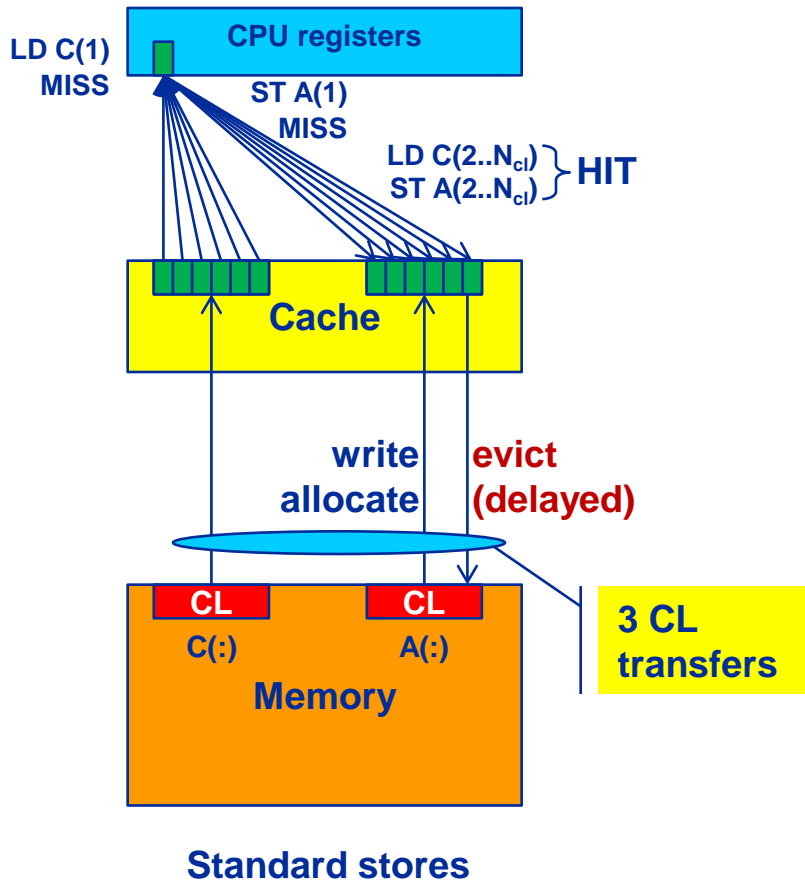 CPU registers
LD C(1)
MISS
ST A(1)
MISS
LD C(2..Ncl)
ST A(2..Ncl)
HIT
Cache
write
allocate
evict
(delayed)
CL
CL
C(:)
A(:)
3 CL
transfers
Memory
Standard stores